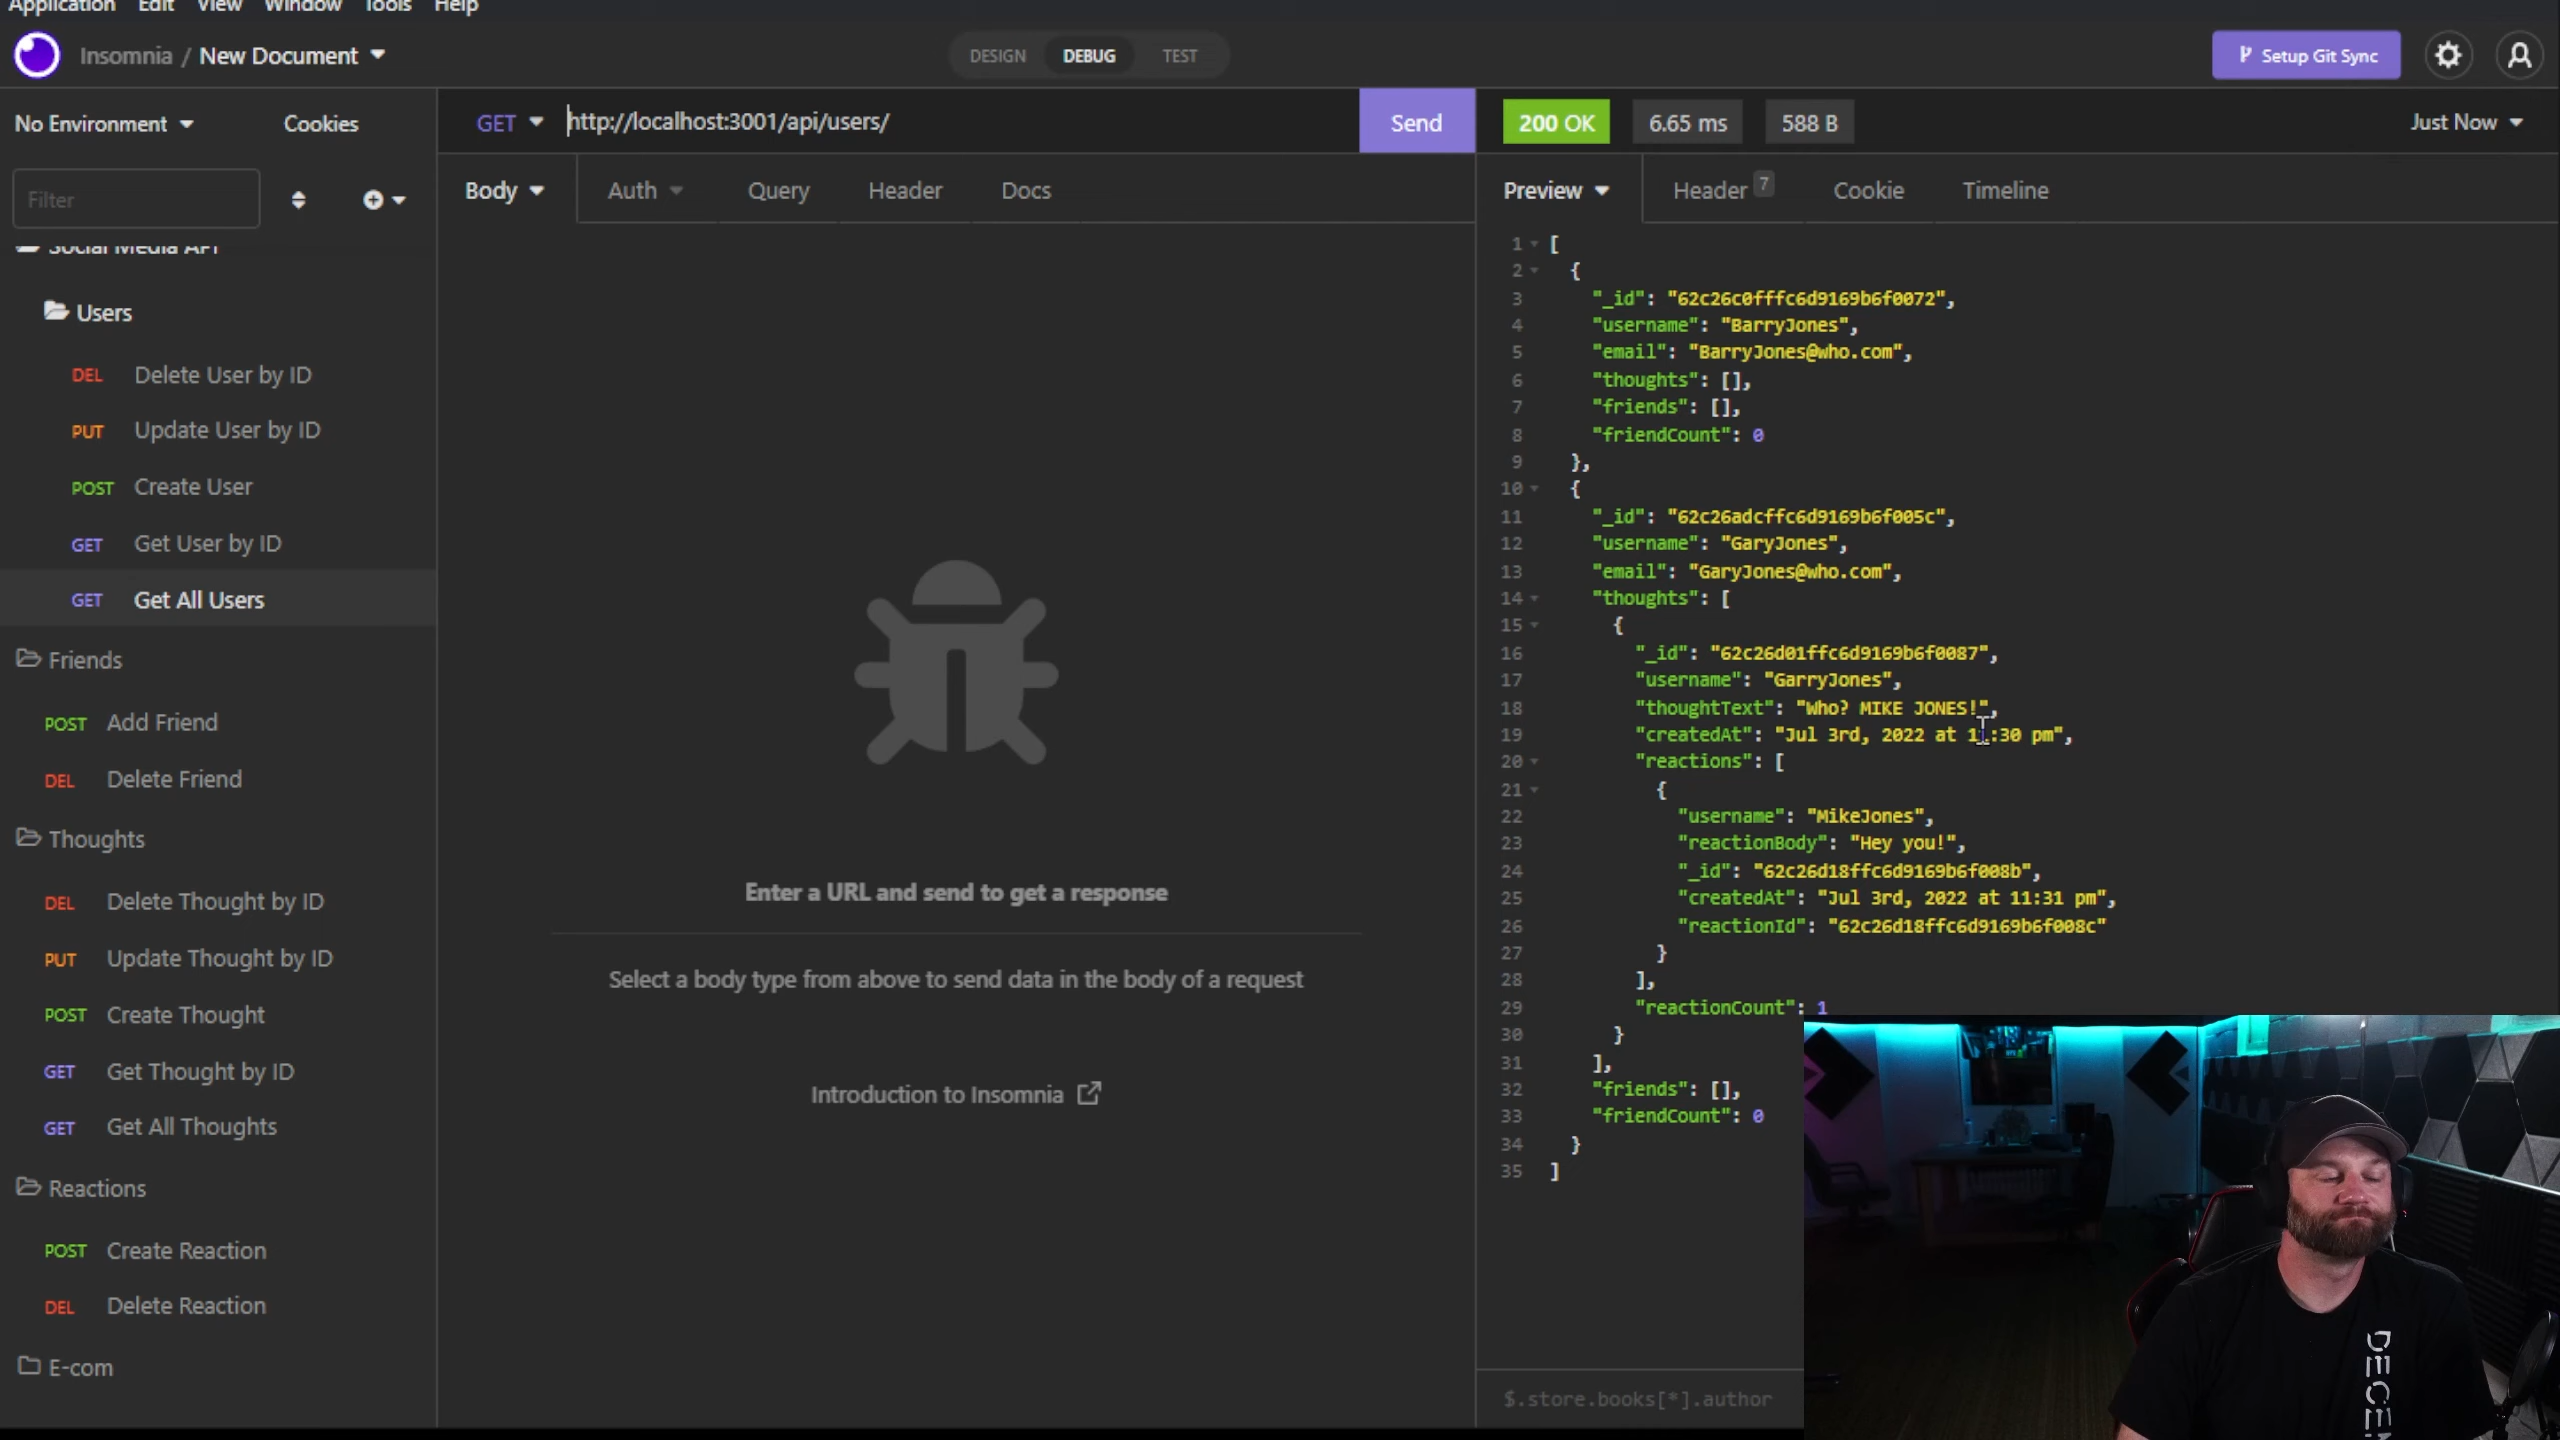 Application Edit View Window Tools Help
Insomnia / New Document
DESIGN DEBUG TEST
Setup Git Sync
No Environment Cookies
GET http://localhost:3001/api/users/ Send
200 OK 6.65 ms 588 B Just Now
Filter
Body Auth Query Header Docs
Preview Header 7 Cookie Timeline
Social Media API
Users
DEL Delete User by ID
PUT Update User by ID
POST Create User
GET Get User by ID
GET Get All Users
Friends
POST Add Friend
DEL Delete Friend
Thoughts
DEL Delete Thought by ID
PUT Update Thought by ID
POST Create Thought
GET Get Thought by ID
GET Get All Thoughts
Reactions
POST Create Reaction
DEL Delete Reaction
E-com
Enter a URL and send to get a response
Select a body type from above to send data in the body of a request
Introduction to Insomnia
1 [
2 {
3 "_id": "62c26c0fffc6d9169b6f0072",
4 "username": "BarryJones",
5 "email": "BarryJones@who.com",
6 "thoughts": [],
7 "friends": [],
8 "friendCount": 0
9 },
10 {
11 "_id": "62c26adcffc6d9169b6f005c",
12 "username": "GaryJones",
13 "email": "GaryJones@who.com",
14 "thoughts": [
15 {
16 "_id": "62c26d01ffc6d9169b6f0087",
17 "username": "GarryJones",
18 "thoughtText": "Who? MIKE JONES!",
19 "createdAt": "Jul 3rd, 2022 at 11:30 pm",
20 "reactions": [
21 {
22 "username": "MikeJones",
23 "reactionBody": "Hey you!",
24 "_id": "62c26d18ffc6d9169b6f008b",
25 "createdAt": "Jul 3rd, 2022 at 11:31 pm",
26 "reactionId": "62c26d18ffc6d9169b6f008c"
27 }
28 ],
29 "reactionCount": 1
30 }
31 ],
32 "friends": [],
33 "friendCount": 0
34 }
35 ]
$.store.books[*].author
DECE